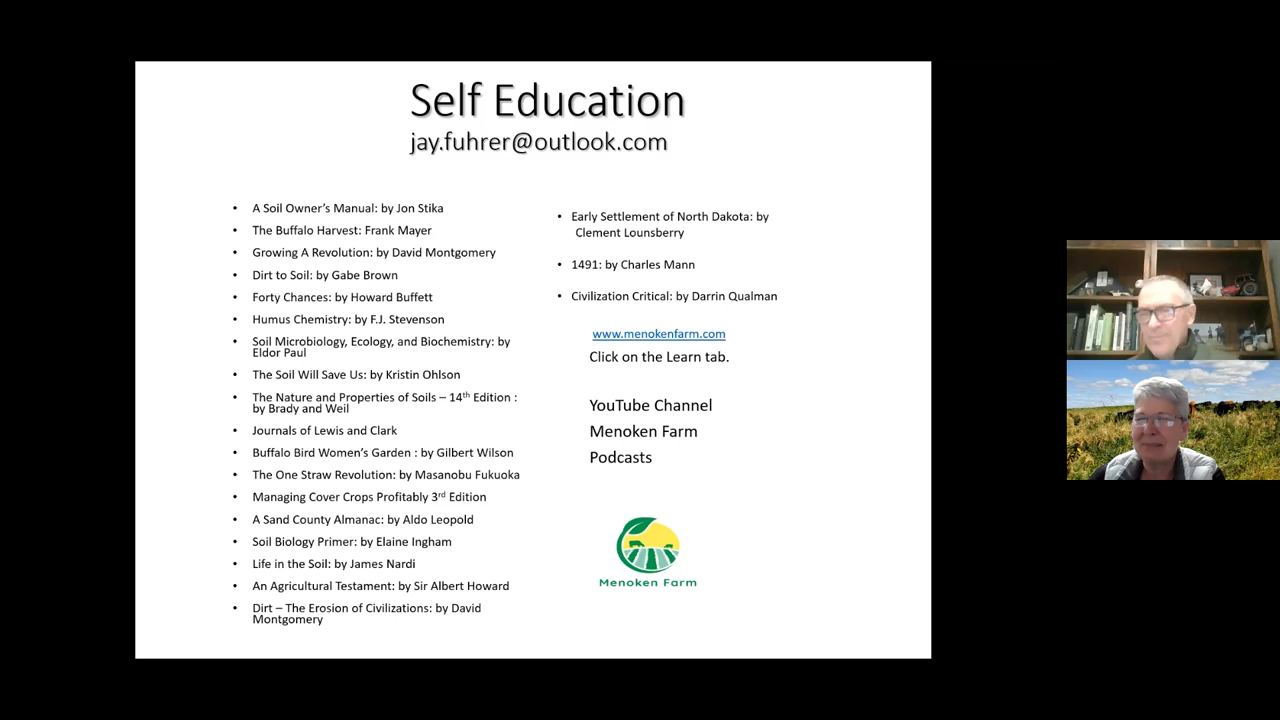 Self Education
jay.fuhrer@outlook.com
• A Soil Owner's Manual: by Jon Stika
• The Buffalo Harvest: Frank Mayer
• Growing A Revolution: by David Montgomery
• Dirt to Soil: by Gabe Brown
• Forty Chances: by Howard Buffett
• Humus Chemistry: by F.J. Stevenson
• Soil Microbiology, Ecology, and Biochemistry: by
Eldor Paul
• The Soil Will Save Us: by Kristin Ohlson
• The Nature and Properties of Soils – 14th Edition :
by Brady and Weil
• Journals of Lewis and Clark
• Buffalo Bird Women's Garden : by Gilbert Wilson
• The One Straw Revolution: by Masanobu Fukuoka
• Managing Cover Crops Profitably 3rd Edition
• A Sand County Almanac: by Aldo Leopold
• Soil Biology Primer: by Elaine Ingham
• Life in the Soil: by James Nardi
• An Agricultural Testament: by Sir Albert Howard
• Dirt – The Erosion of Civilizations: by David
Montgomery
• Early Settlement of North Dakota: by
Clement Lounsberry
• 1491: by Charles Mann
• Civilization Critical: by Darrin Qualman
www.menokenfarm.com
Click on the Learn tab.
YouTube Channel
Menoken Farm
Podcasts
Menoken Farm